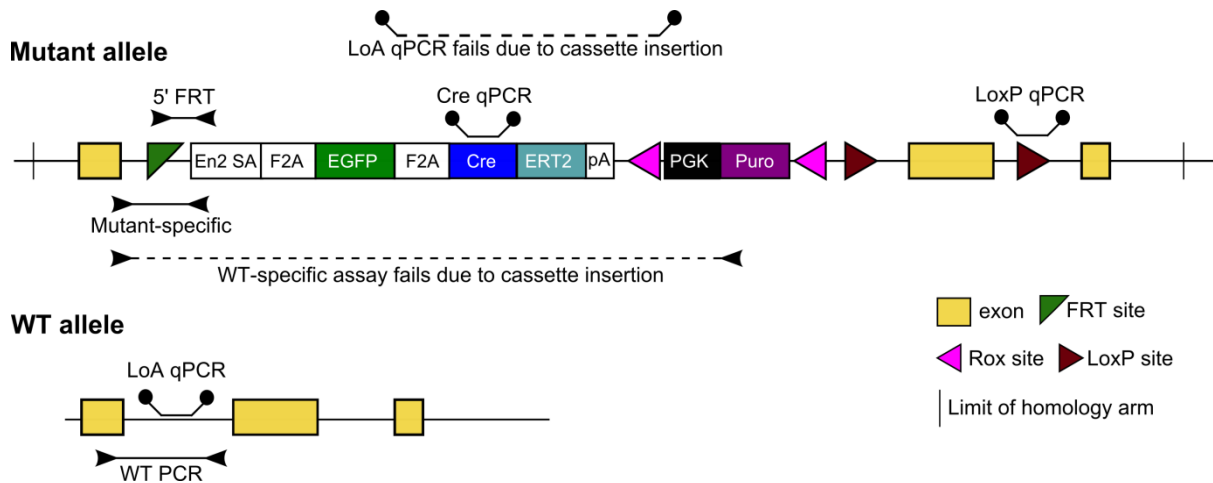 LoA qPCR fails due to cassette insertion
Mutant allele
5' FRT
Cre qPCR
LoxP qPCR
En2 SA F2A EGFP F2A Cre ERT2 pA PGK Puro
Mutant-specific
WT-specific assay fails due to cassette insertion
WT allele
LoA qPCR
WT PCR
exon FRT site
Rox site LoxP site
Limit of homology arm